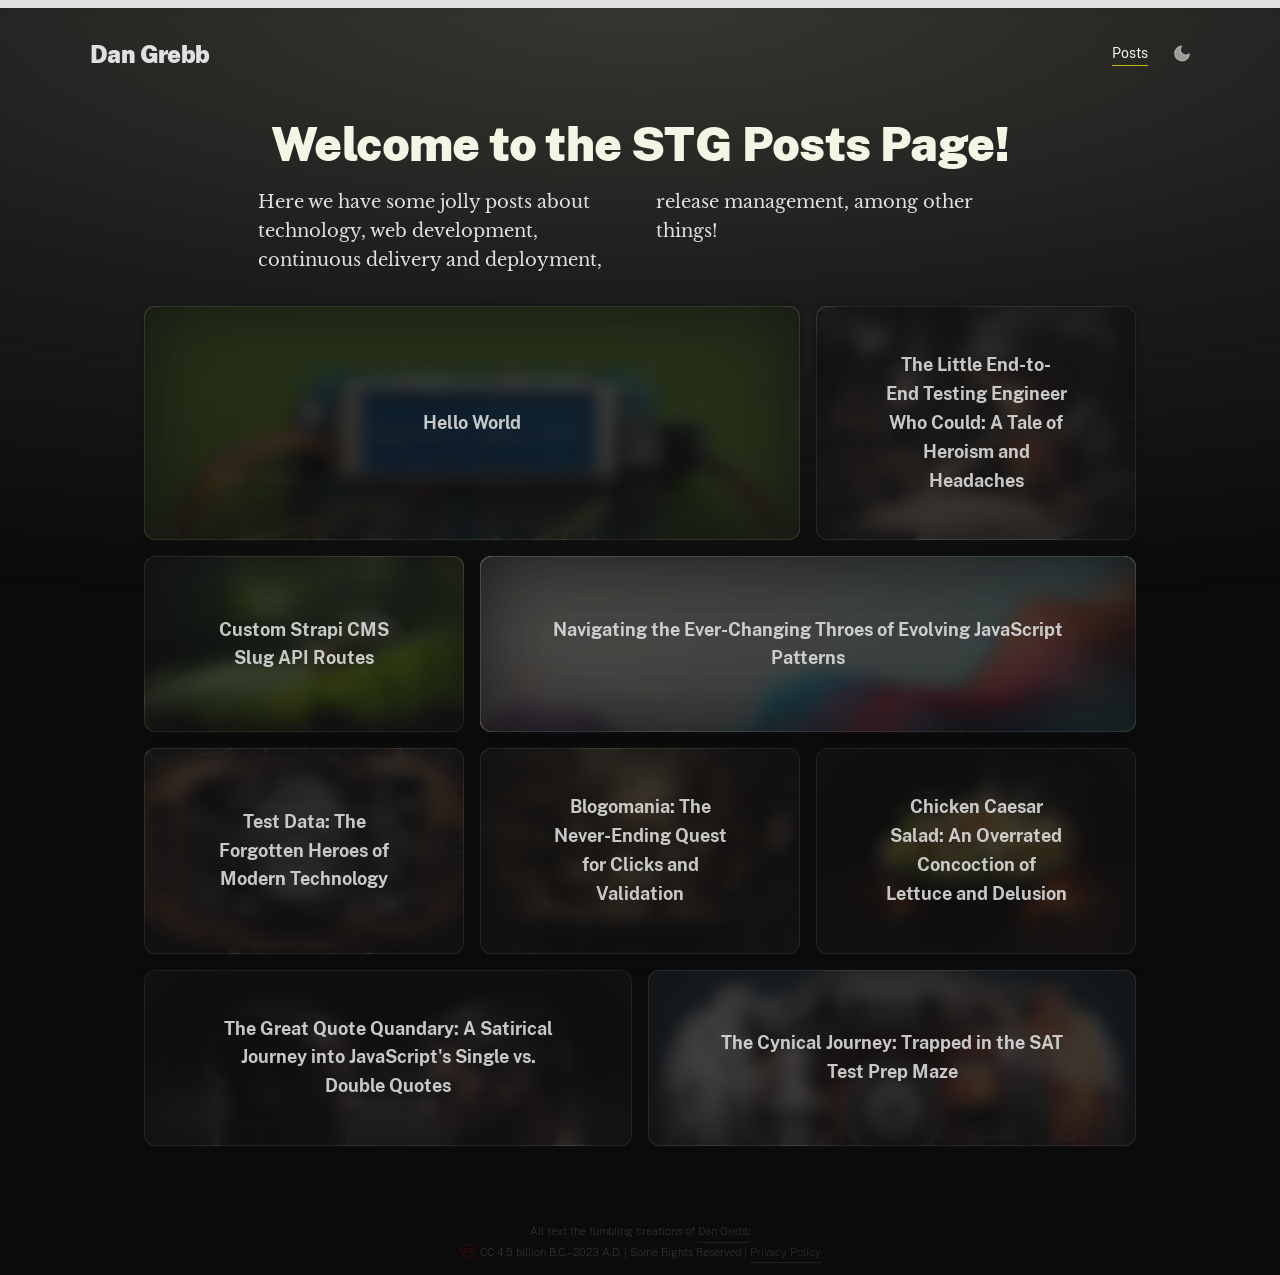 Dan Grebb
Posts
Welcome to the STG Posts Page!
Here we have some jolly posts about
technology, web development,
continuous delivery and deployment,
release management, among other
things!
Hello World
The Little End-to-
End Testing Engineer
Who Could: A Tale of
Heroism and
Headaches
Custom Strapi CMS
Slug API Routes
Navigating the Ever-Changing Throes of Evolving JavaScript
Patterns
Test Data: The
Forgotten Heroes of
Modern Technology
Blogomania: The
Never-Ending Quest
for Clicks and
Validation
Chicken Caesar
Salad: An Overrated
Concoction of
Lettuce and Delusion
The Great Quote Quandary: A Satirical
Journey into JavaScript's Single vs.
Double Quotes
The Cynical Journey: Trapped in the SAT
Test Prep Maze
All text the fumbling creations of Dan Grebb
CC 4.5 billion B.C.–2023 A.D. | Some Rights Reserved | Privacy Policy